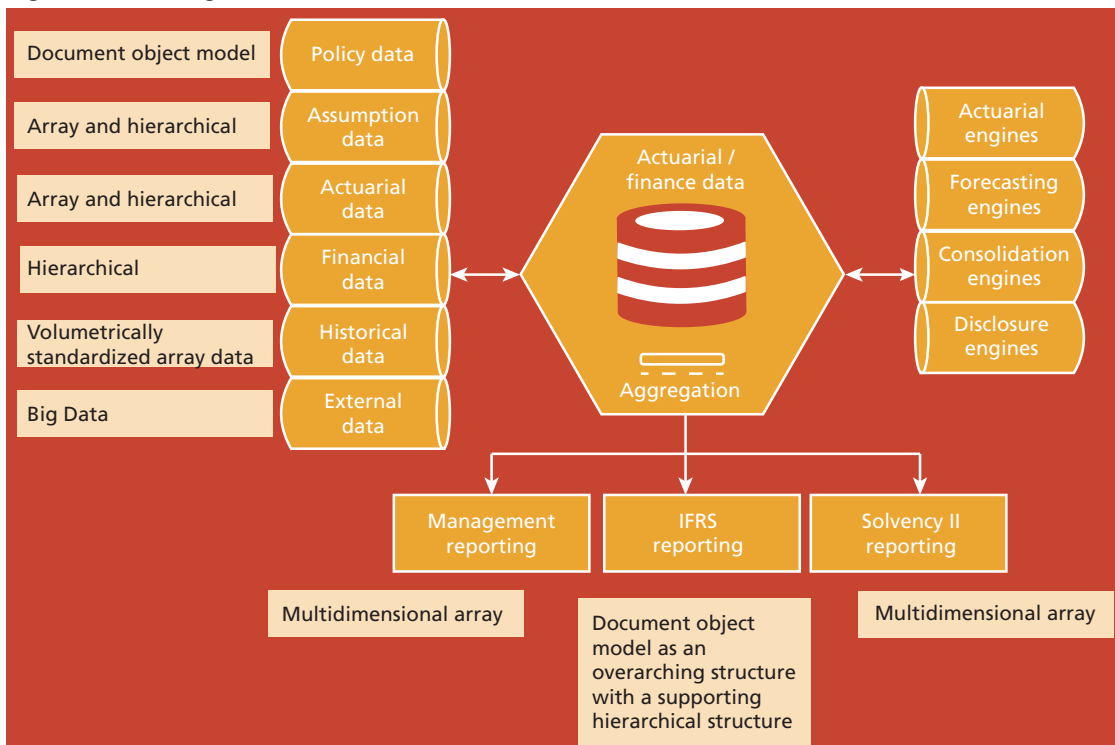 Document object model
Policy data
Array and hierarchical
Assumption
data
Array and hierarchical
Actuarial
data
Hierarchical
Financial
data
Volumetrically
standardized array data
Historical
data
Big Data
External
data
Actuarial /
finance data
Aggregation
Actuarial
engines
Forecasting
engines
Consolidation
engines
Disclosure
engines
Management
reporting
IFRS
reporting
Solvency II
reporting
Multidimensional array
Document object
model as an
overarching structure
with a supporting
hierarchical structure
Multidimensional array